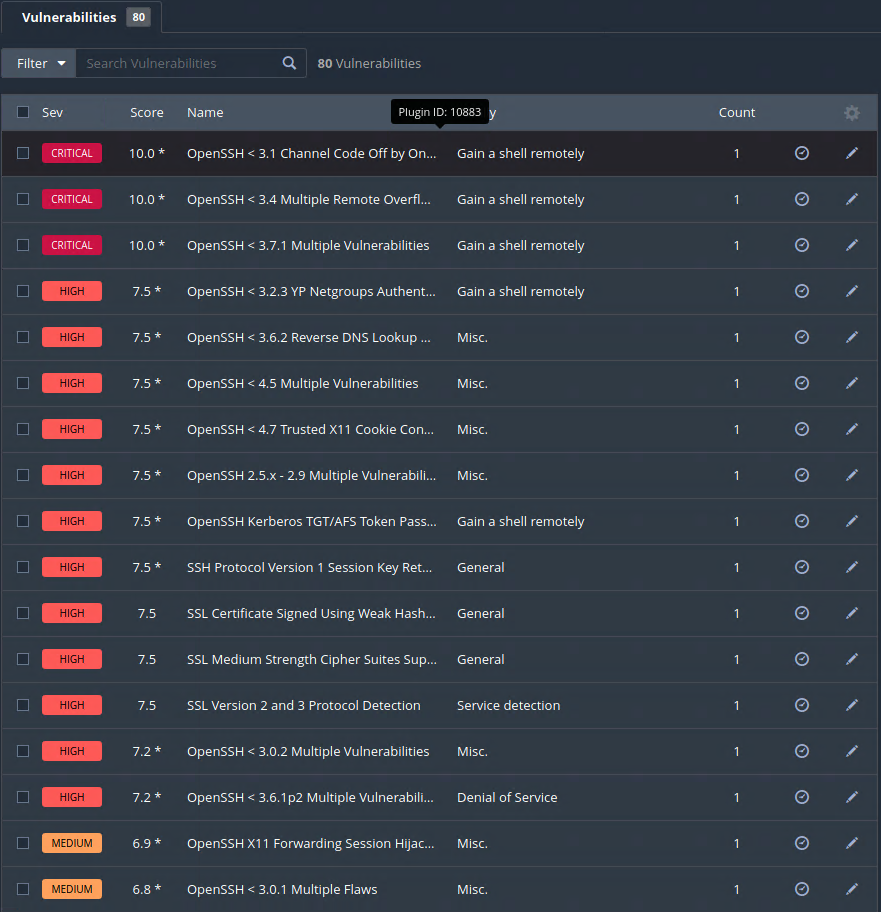 Vulnerabilities 80
Filter Search Vulnerabilities 80 Vulnerabilities
Sev Score Name Plugin ID: 10883 y Count
CRITICAL 10.0 * OpenSSH < 3.1 Channel Code Off by On... Gain a shell remotely 1
CRITICAL 10.0 * OpenSSH < 3.4 Multiple Remote Overfl... Gain a shell remotely 1
CRITICAL 10.0 * OpenSSH < 3.7.1 Multiple Vulnerabilities Gain a shell remotely 1
HIGH 7.5 * OpenSSH < 3.2.3 YP Netgroups Authent... Gain a shell remotely 1
HIGH 7.5 * OpenSSH < 3.6.2 Reverse DNS Lookup ... Misc. 1
HIGH 7.5 * OpenSSH < 4.5 Multiple Vulnerabilities Misc. 1
HIGH 7.5 * OpenSSH < 4.7 Trusted X11 Cookie Con... Misc. 1
HIGH 7.5 * OpenSSH 2.5.x - 2.9 Multiple Vulnerabili... Misc. 1
HIGH 7.5 * OpenSSH Kerberos TGT/AFS Token Pass... Gain a shell remotely 1
HIGH 7.5 * SSH Protocol Version 1 Session Key Ret... General 1
HIGH 7.5 SSL Certificate Signed Using Weak Hash... General 1
HIGH 7.5 SSL Medium Strength Cipher Suites Sup... General 1
HIGH 7.5 SSL Version 2 and 3 Protocol Detection Service detection 1
HIGH 7.2 * OpenSSH < 3.0.2 Multiple Vulnerabilities Misc. 1
HIGH 7.2 * OpenSSH < 3.6.1p2 Multiple Vulnerabili... Denial of Service 1
MEDIUM 6.9 * OpenSSH X11 Forwarding Session Hijac... Misc. 1
MEDIUM 6.8 * OpenSSH < 3.0.1 Multiple Flaws Misc. 1